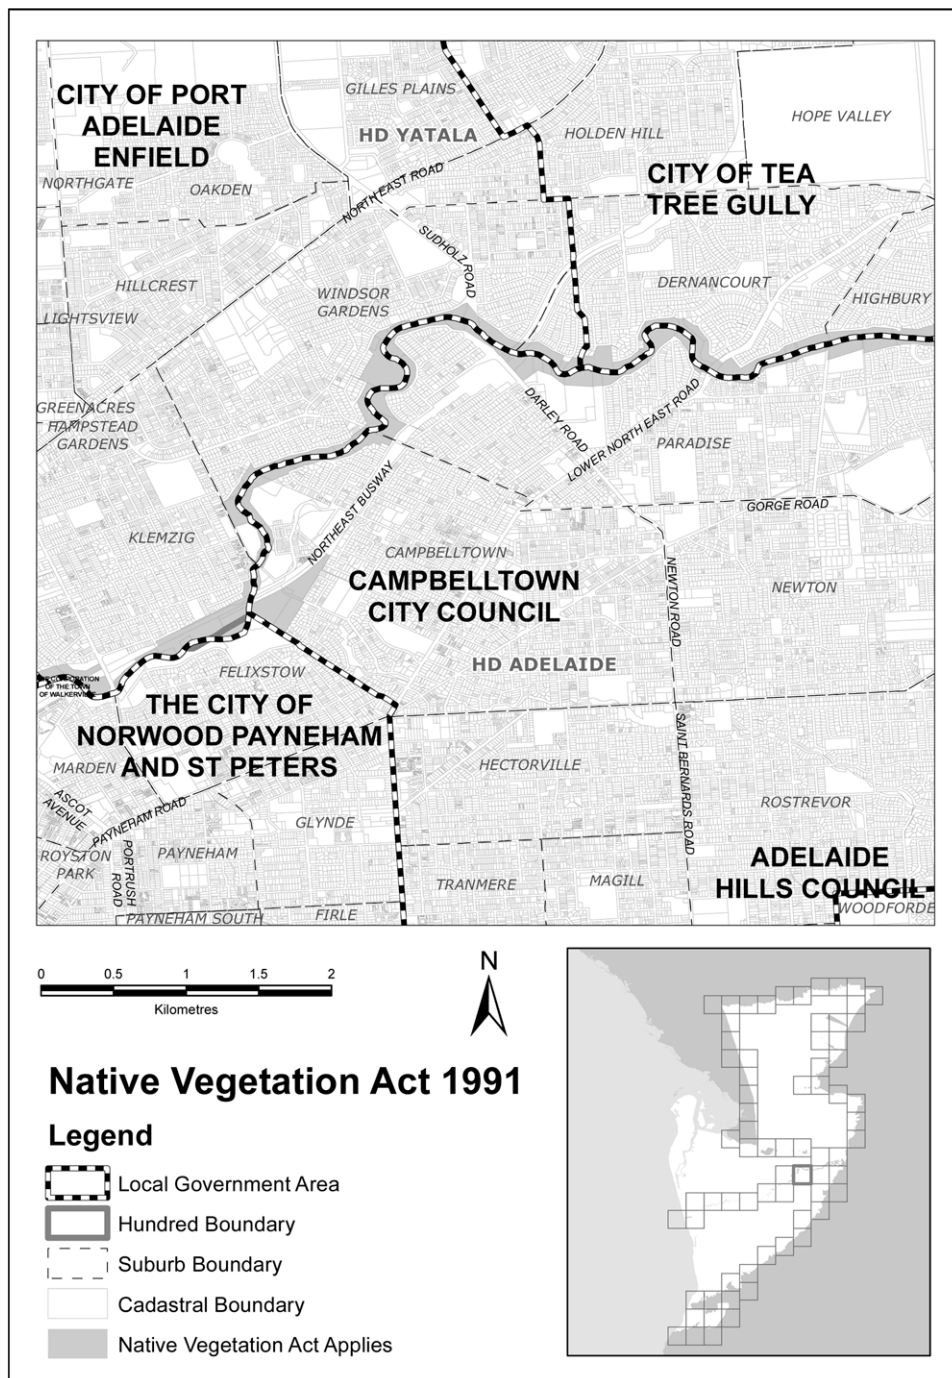 GILLES PLAINS
HOPE VALLEY
CITY OF PORT
ADELAIDE
ENFIELD
HD YATALA
HOLDEN HILL
NORTHGATE
OAKDEN
NORTH EAST ROAD
CITY OF TEA
TREE GULLY
SUDHOLZ ROAD
HILLCREST
WINDSOR
GARDENS
DERNANCOURT
HIGHBURY
LIGHTSVIEW
GREENACRES
HAMPSTEAD
GARDENS
DARLEY ROAD
LOWER NORTH EAST ROAD
PARADISE
NORTHEAST BUSWAY
GORGE ROAD
KLEMZIG
CAMPBELLTOWN
CAMPBELLTOWN
CITY COUNCIL
NEWTON ROAD
NEWTON
HD ADELAIDE
FELIXSTOW
CORPORATION
OF THE TOWN
OF WALKERVILLE
THE CITY OF
NORWOOD PAYNEHAM
AND ST PETERS
MARDEN
HECTORVILLE
SAINT BERNARDS ROAD
ASCOT
AVENUE
PAYNEHAM ROAD
GLYNDE
ROSTREVOR
ROYSTON
PARK
PORTRUSH
ROAD
PAYNEHAM
TRANMERE
MAGILL
ADELAIDE
HILLS COUNCIL
PAYNEHAM SOUTH
FIRLE
WOODFORDE
0 0.5 1 1.5 2
Kilometres
N
Native Vegetation Act 1991
Legend
Local Government Area
Hundred Boundary
Suburb Boundary
Cadastral Boundary
Native Vegetation Act Applies